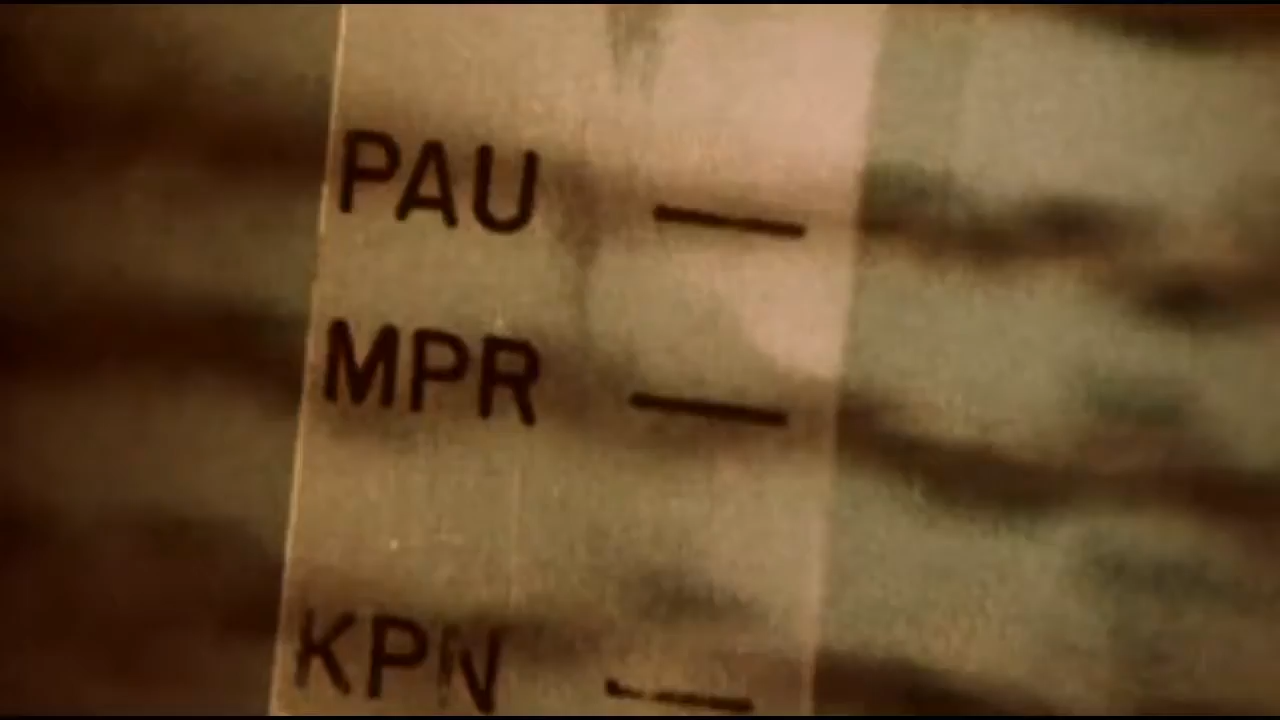 PAU —
MPR —
KPN —